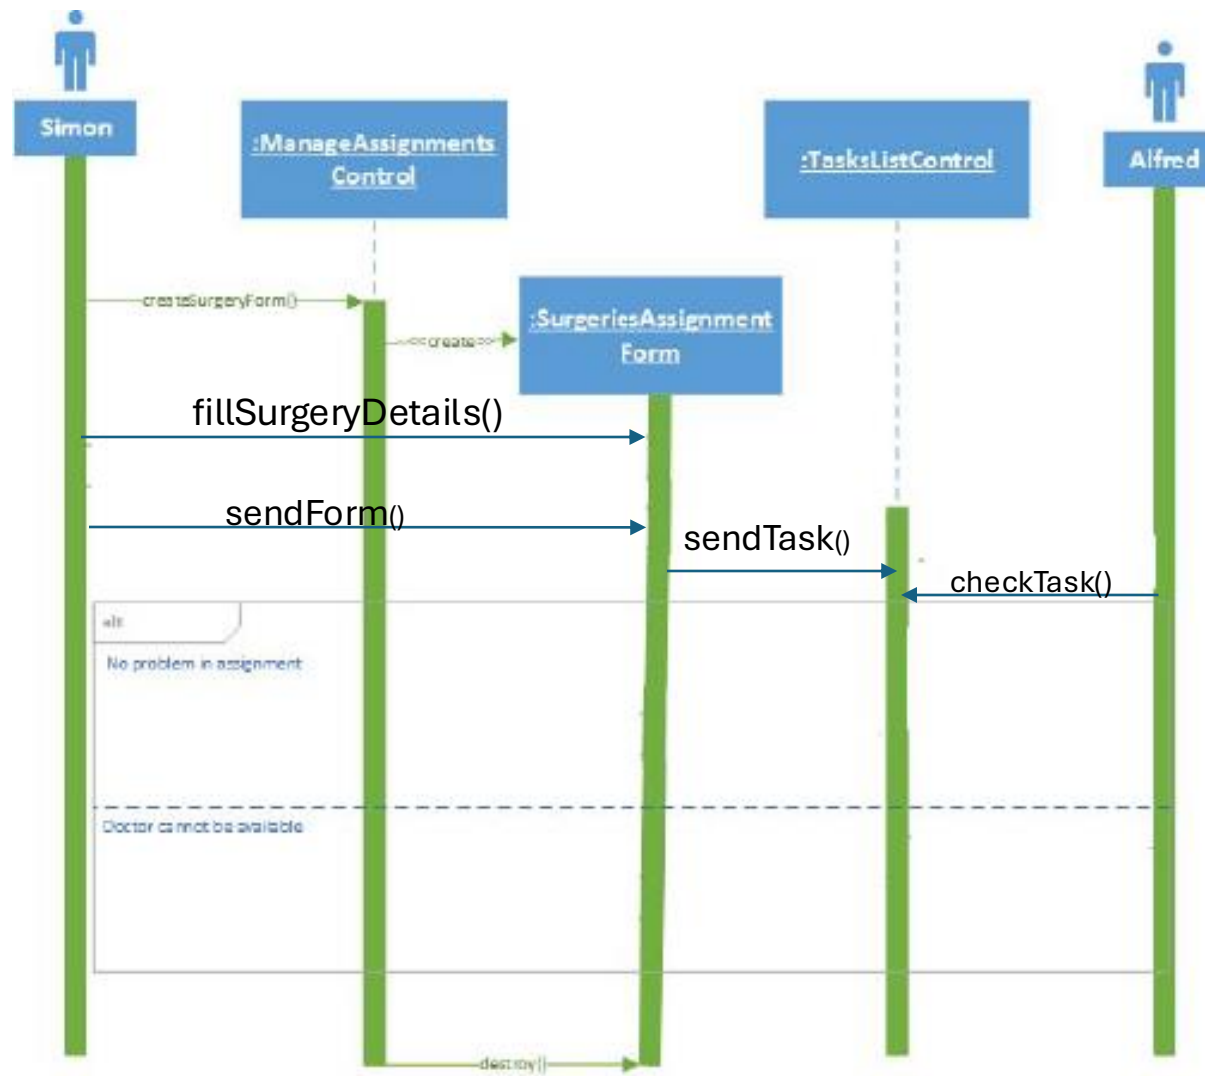 Simon
:ManageAssignments
Control
:TasksListControl
Alfred
createSurgeryForm()
<<create>>
:SurgeriesAssignment
Form
fillSurgeryDetails()
sendForm()
sendTask()
checkTask()
alt
No problem in assignment
Doctor cannot be available
destroy()